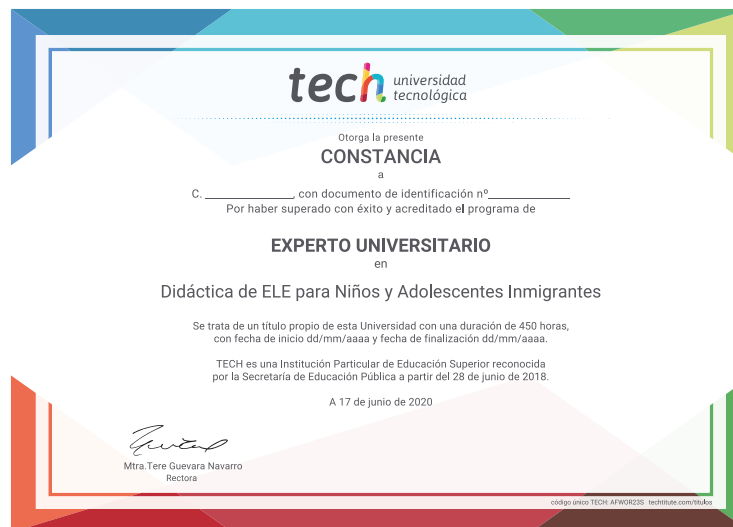 tech universidad
tecnológica
Otorga la presente
CONSTANCIA
a
C. ______________, con documento de identificación nº_____________
Por haber superado con éxito y acreditado el programa de
EXPERTO UNIVERSITARIO
en
Didáctica de ELE para Niños y Adolescentes Inmigrantes
Se trata de un título propio de esta Universidad con una duración de 450 horas,
con fecha de inicio dd/mm/aaaa y fecha de finalización dd/mm/aaaa.
TECH es una Institución Particular de Educación Superior reconocida
por la Secretaría de Educación Pública a partir del 28 de junio de 2018.
A 17 de junio de 2020
Mtra.Tere Guevara Navarro
Rectora
código único TECH: AFWOR23S techtitute.com/titulos